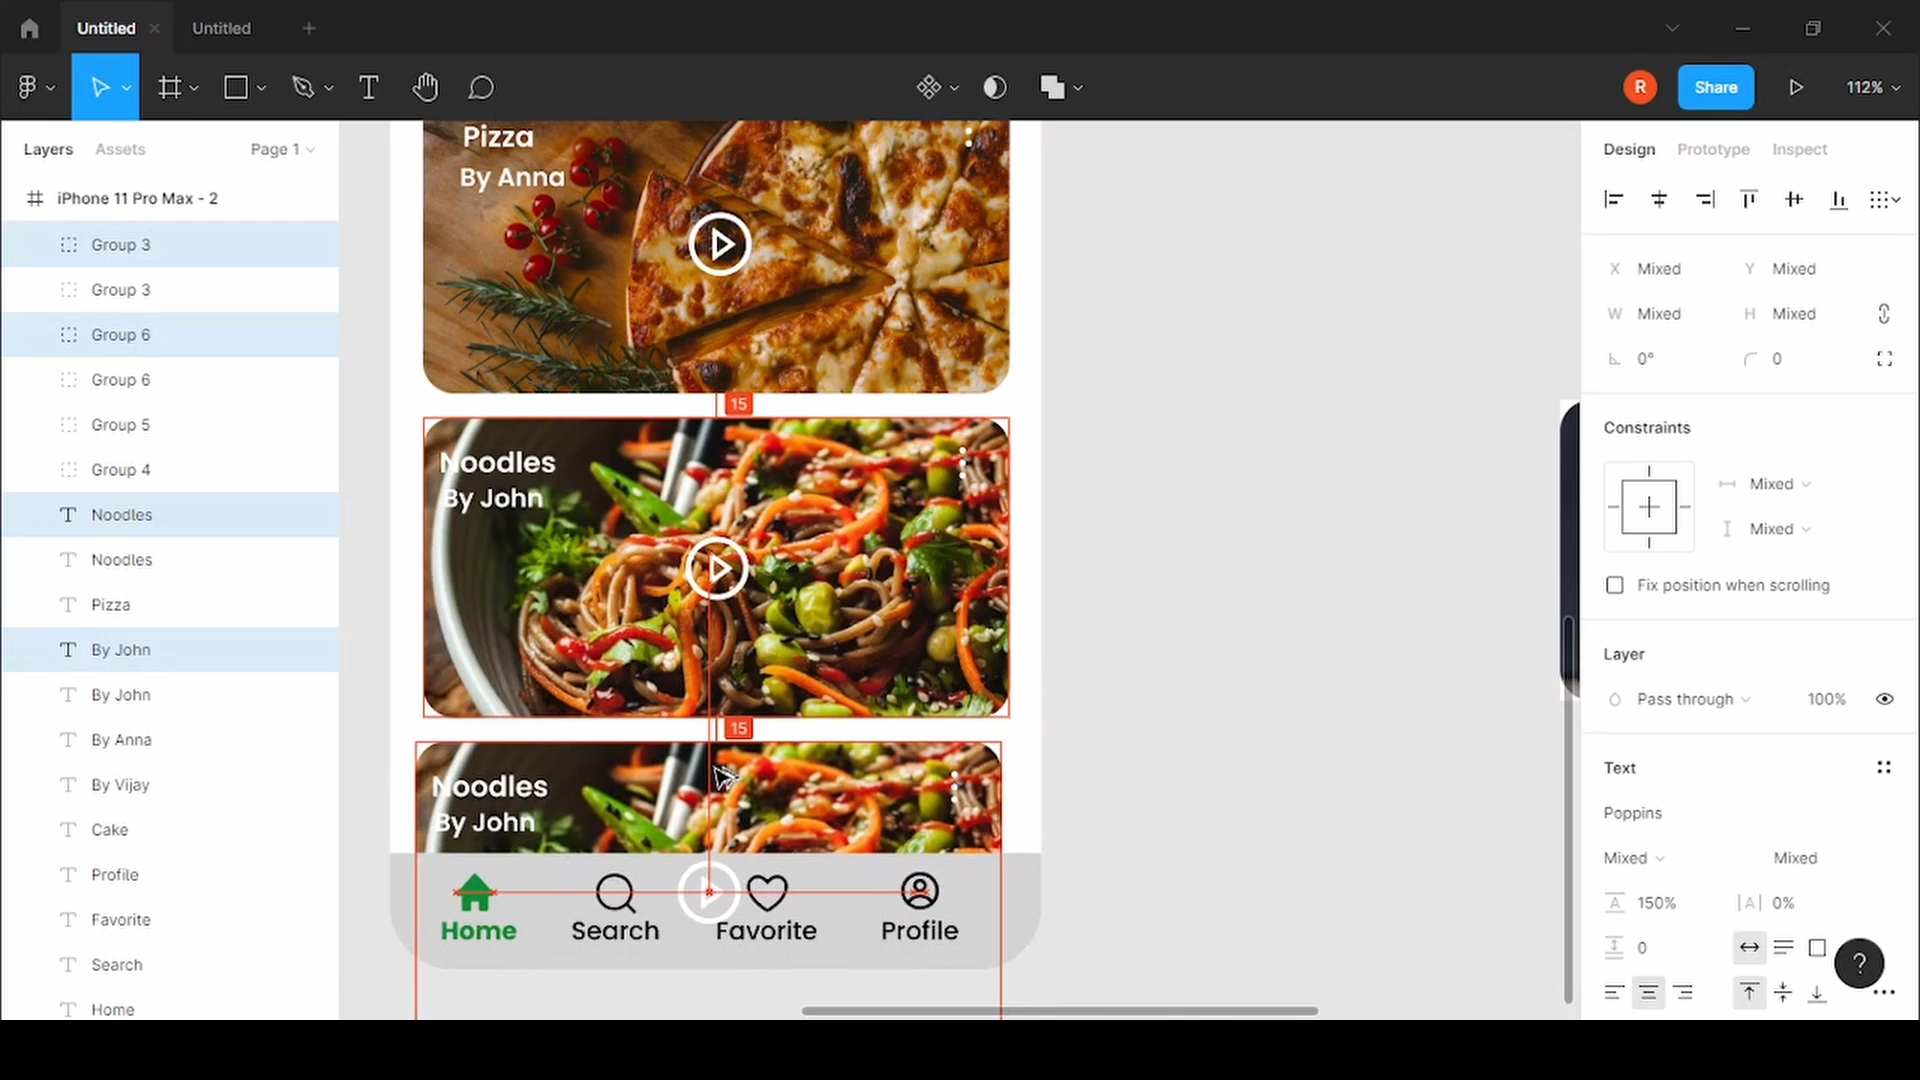 Untitled
Untitled
R
Share
112%
Layers
Assets
Page 1
iPhone 11 Pro Max - 2
Group 3
Group 3
Group 6
Group 6
Group 5
Group 4
Noodles
Noodles
Pizza
By John
By John
By Anna
By Vijay
Cake
Profile
Favorite
Search
Home
Pizza
By Anna
15
Noodles
By John
15
Noodles
By John
Home
Search
Favorite
Profile
Design
Prototype
Inspect
X Mixed
Y Mixed
W Mixed
H Mixed
0°
0
Constraints
Mixed
Mixed
Fix position when scrolling
Layer
Pass through
100%
Text
Poppins
Mixed
Mixed
150%
|A| 0%
0
?